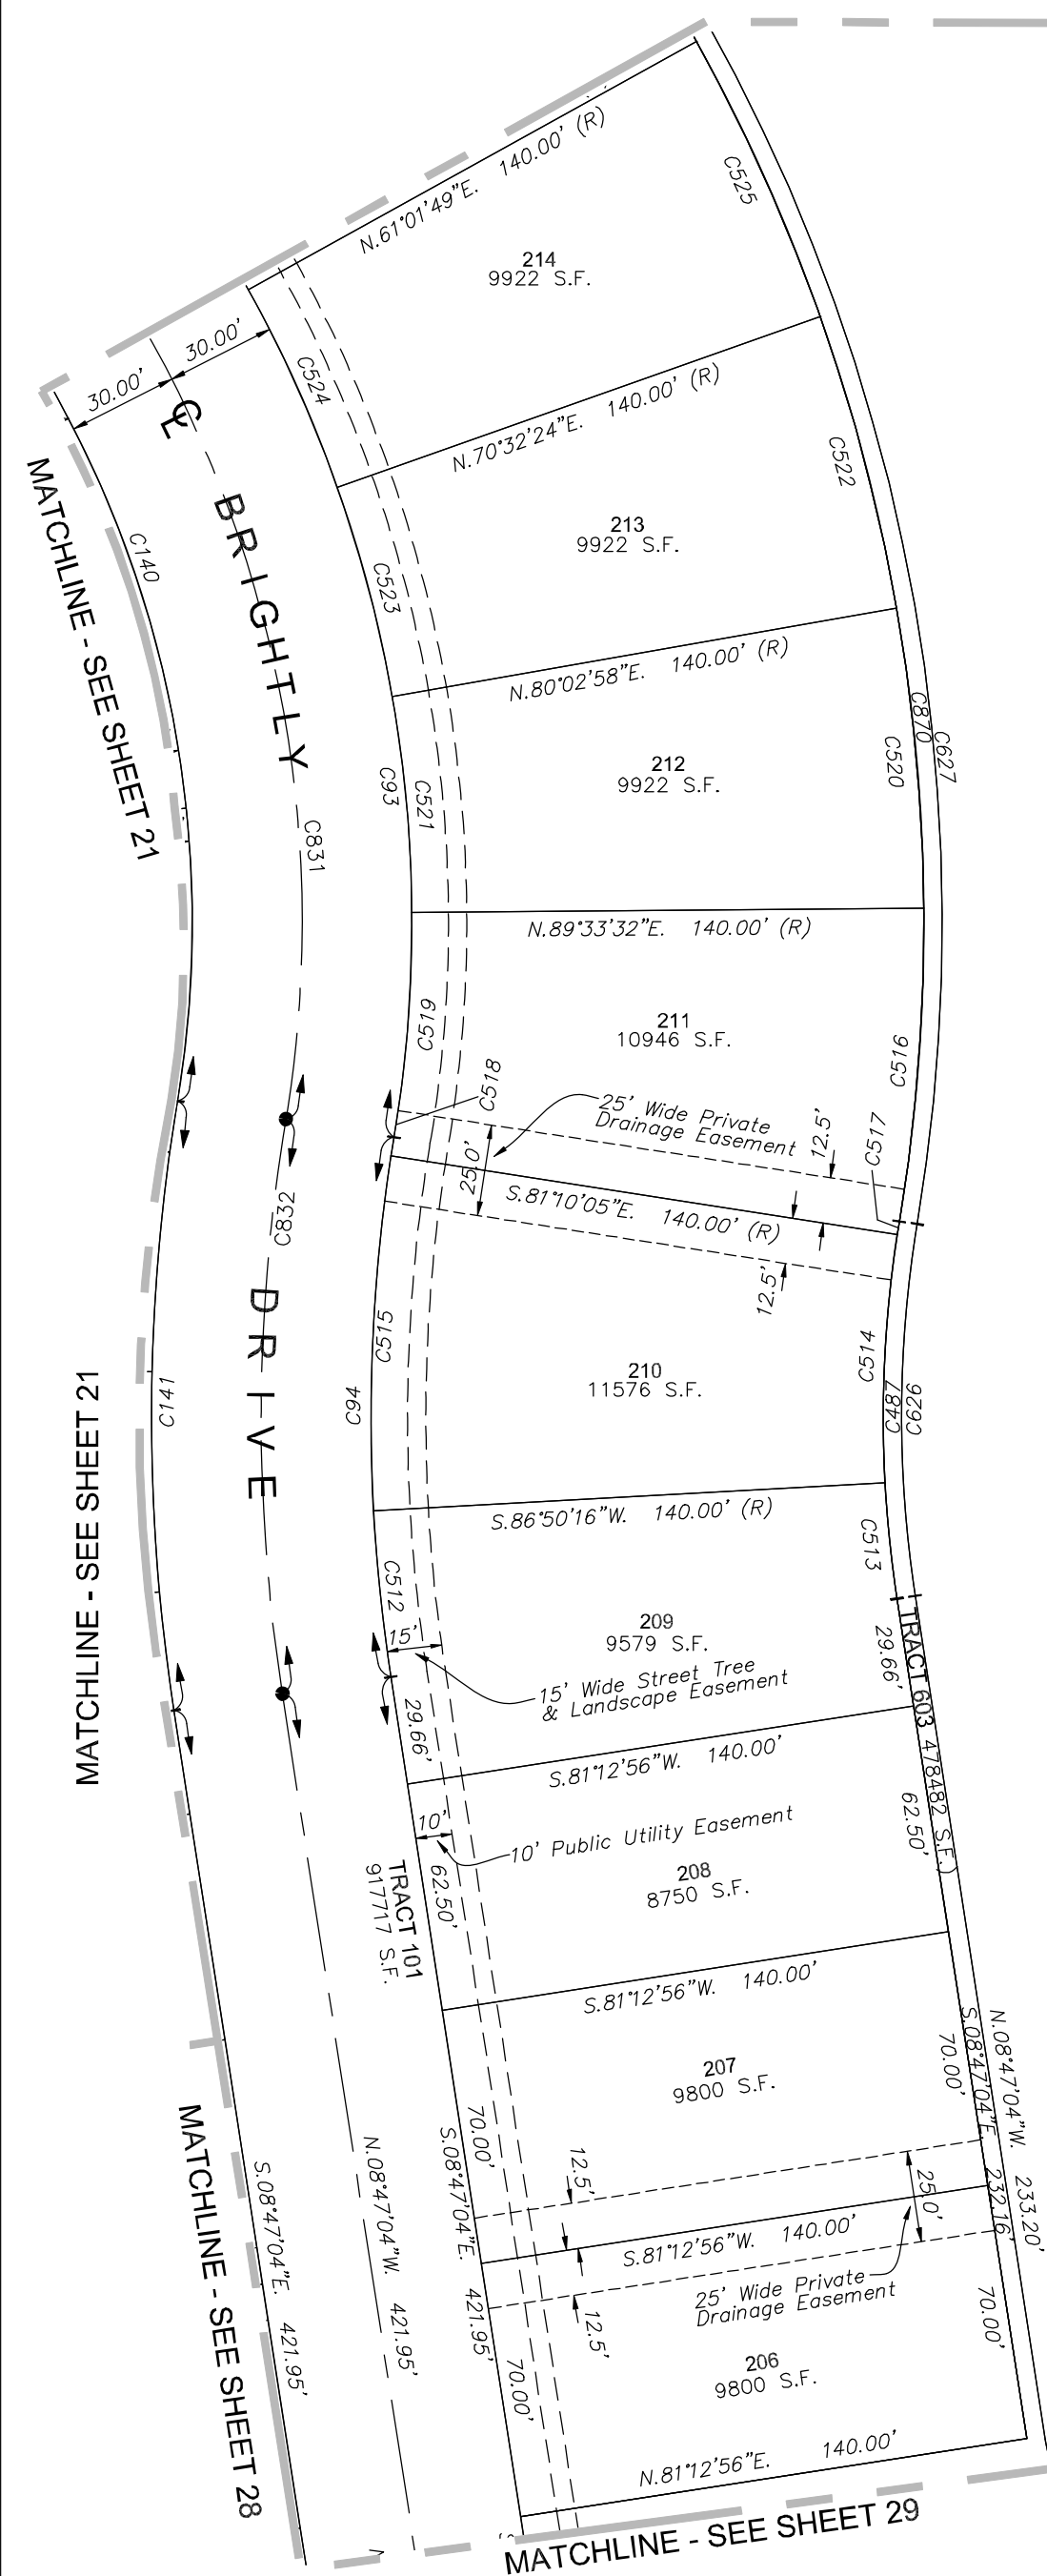 N.61°01'49"E. 140.00' (R)
C525
214
9922 S.F.
30.00'
30.00'
C524
N.70°32'24"E. 140.00' (R)
C522
℄
BRIGHTLY
MATCHLINE - SEE SHEET 21
C140
213
9922 S.F.
C523
N.80°02'58"E. 140.00' (R)
C870
C627
C520
212
9922 S.F.
C93
C521
C831
N.89°33'32"E. 140.00' (R)
211
10946 S.F.
C519
C516
C518
25' Wide Private
Drainage Easement
12.5'
C517
25.0'
S.81°10'05"E. 140.00' (R)
C832
12.5'
DRIVE
C515
C514
210
11576 S.F.
C94
C141
C487
C626
MATCHLINE - SEE SHEET 21
S.86°50'16"W. 140.00' (R)
C513
C512
209
9579 S.F.
15'
15' Wide Street Tree
& Landscape Easement
29.66'
29.66'
TRACT 603 478482 S.F.)
S.81°12'56"W. 140.00'
10'
10' Public Utility Easement
62.50'
62.50'
208
8750 S.F.
TRACT 101
917717 S.F.
S.81°12'56"W. 140.00'
207
9800 S.F.
70.00'
70.00'
N.08°47'04"W. 233.20'
S.08°47'04"E. 232.16'
12.5'
25.0'
S.81°12'56"W. 140.00'
S.08°47'04"E. 421.95'
N.08°47'04"W. 421.95'
S.08°47'04"E. 421.95'
MATCHLINE - SEE SHEET 28
25' Wide Private
Drainage Easement
12.5'
70.00'
70.00'
206
9800 S.F.
N.81°12'56"E. 140.00'
MATCHLINE - SEE SHEET 29